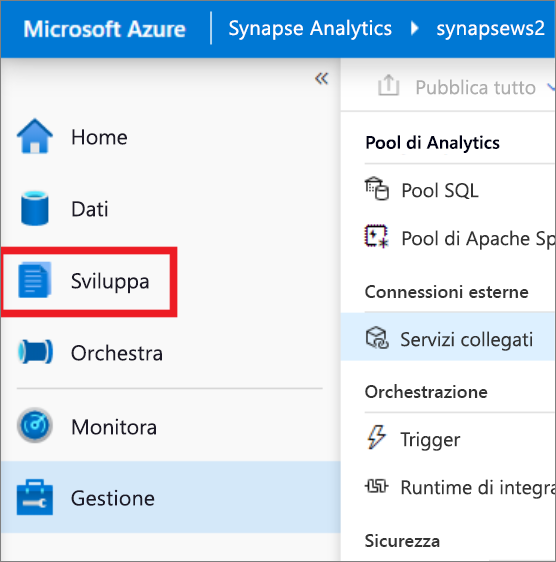 Microsoft Azure
Synapse Analytics
synapsews2
Pubblica tutto
Home
Dati
Sviluppa
Orchestra
Monitora
Gestione
Pool di Analytics
Pool SQL
Pool di Apache Sp
Connessioni esterne
Servizi collegati
Orchestrazione
Trigger
Runtime di integra
Sicurezza